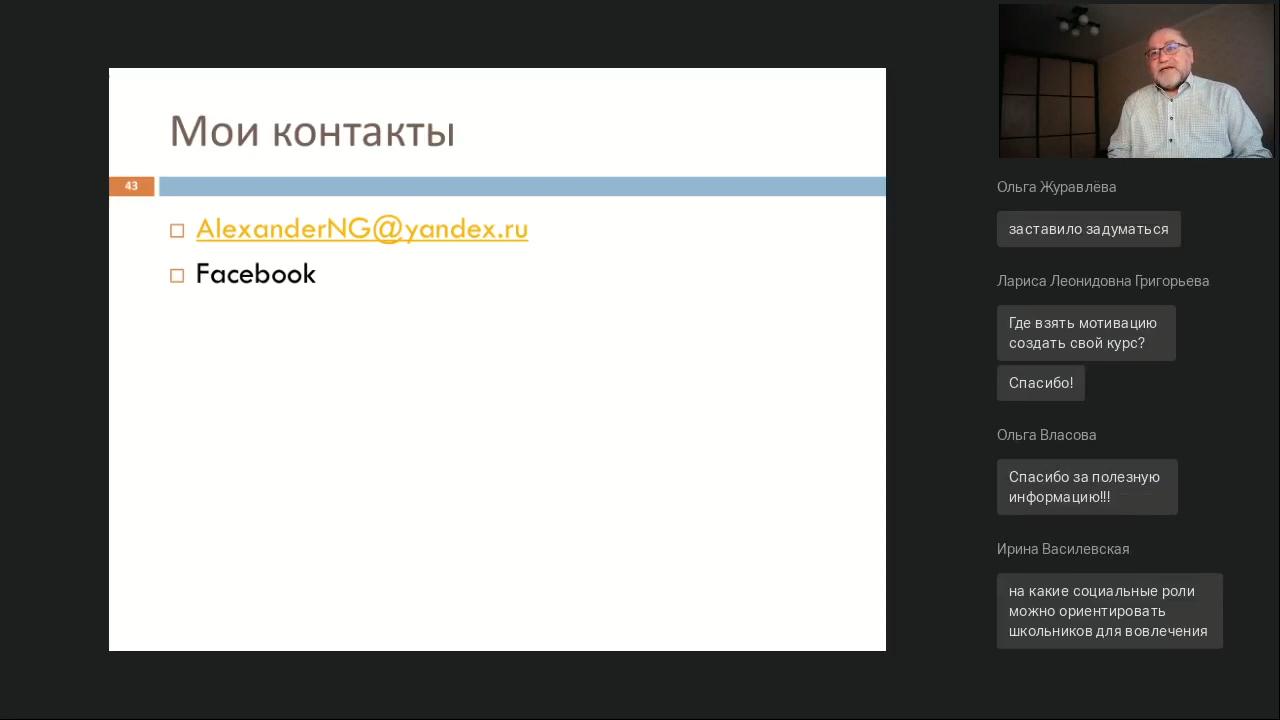 Мои контакты
43
AlexanderNG@yandex.ru
Facebook
Ольга Журавлёва
заставило задуматься
Лариса Леонидовна Григорьева
Где взять мотивацию
создать свой курс?
Спасибо!
Ольга Власова
Спасибо за полезную
информацию!!!
Ирина Василевская
на какие социальные роли
можно ориентировать
школьников для вовлечения